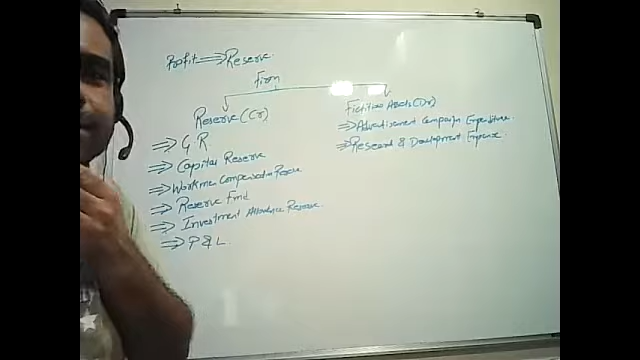 Profit ⇒ Reserve
Firm
Reserve (Cr)
⇒ G R.
⇒ Capital Reserve
⇒ Workmen Compensation Reserve
⇒ Reserve Fund
⇒ Investment Allowance Reserve.
⇒ P & L.
Fictitious Assets (Dr)
⇒ Advertisement Campaign Expenditure.
⇒ Research & Development Expense.